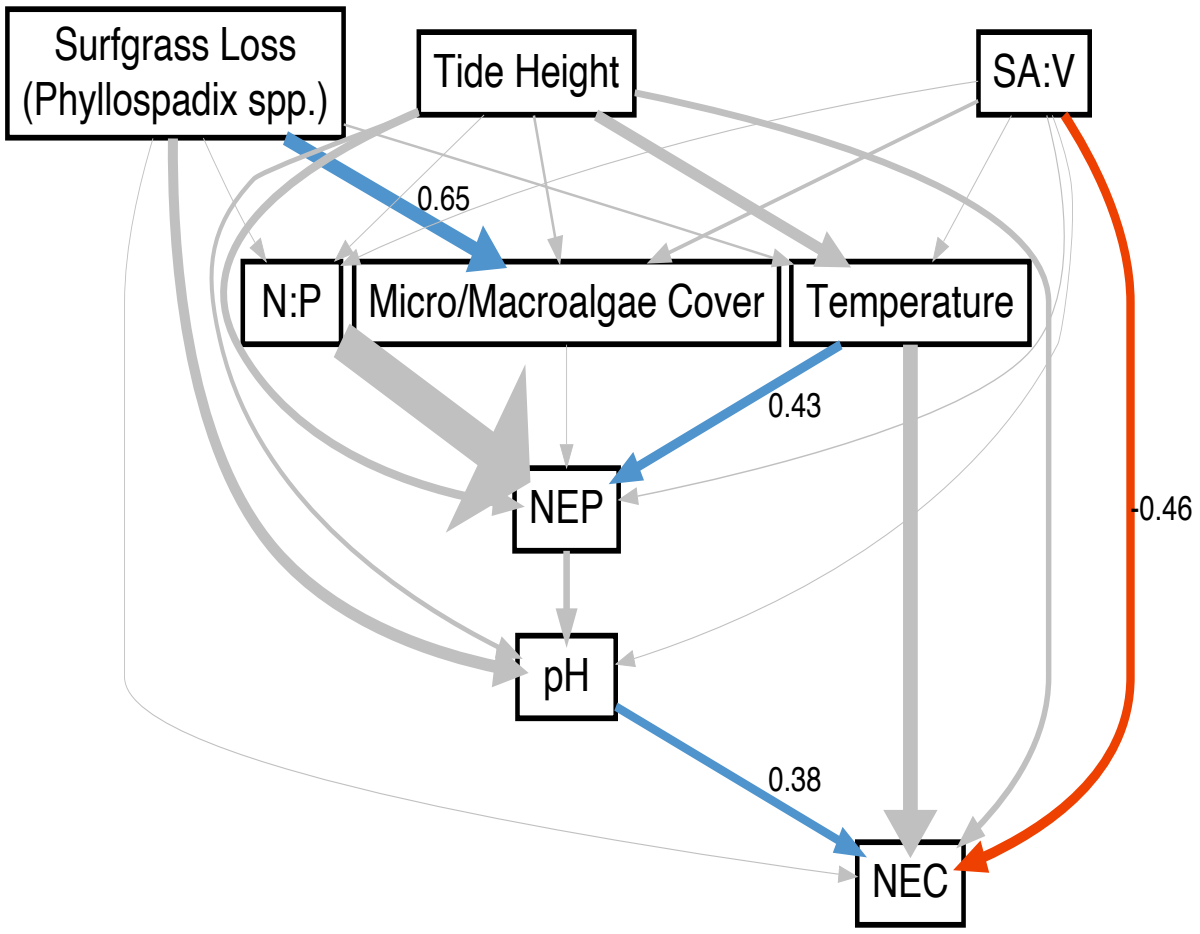 Surfgrass Loss
(Phyllospadix spp.)
Tide Height
SA:V
0.65
N:P
Micro/Macroalgae Cover
Temperature
0.43
NEP
-0.46
pH
0.38
NEC